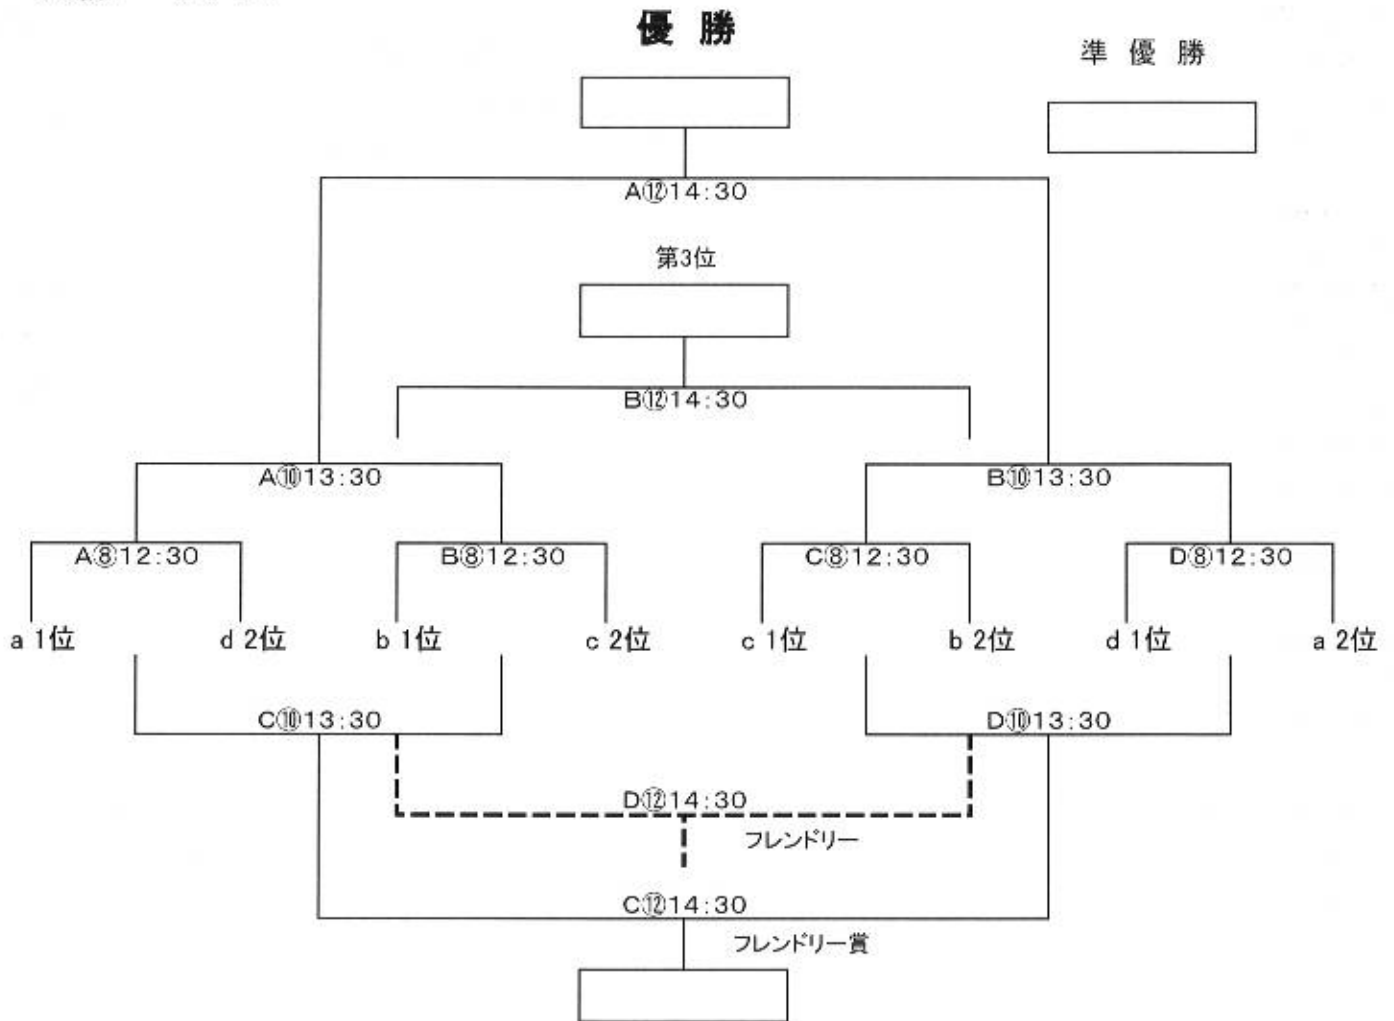 優 勝
準 優 勝
A⑫14:30
第3位
B⑫14:30
A⑩13:30
B⑩13:30
A⑧12:30
B⑧12:30
C⑧12:30
D⑧12:30
a 1位
d 2位
b 1位
c 2位
c 1位
b 2位
d 1位
a 2位
C⑩13:30
D⑩13:30
D⑫14:30
フレンドリー
C⑫14:30
フレンドリー賞